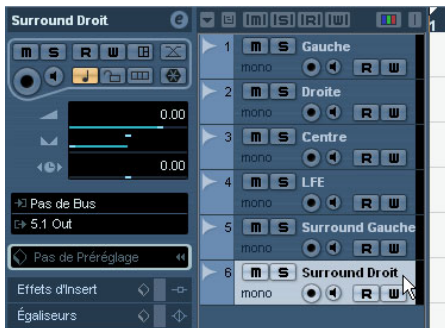 Surround Droit e
M S R W
0.00
0.00
Pas de Bus
5.1 Out
Pas de Préréglage
Effets d'Insert
Égaliseurs
[m] [S] [R] [W]
1
1 m S Gauche
mono R W
2 m S Droite
mono R W
3 m S Centre
mono R W
4 m S LFE
mono R W
5 m S Surround Gauche
mono R W
6 m S Surround Droit
mono R W